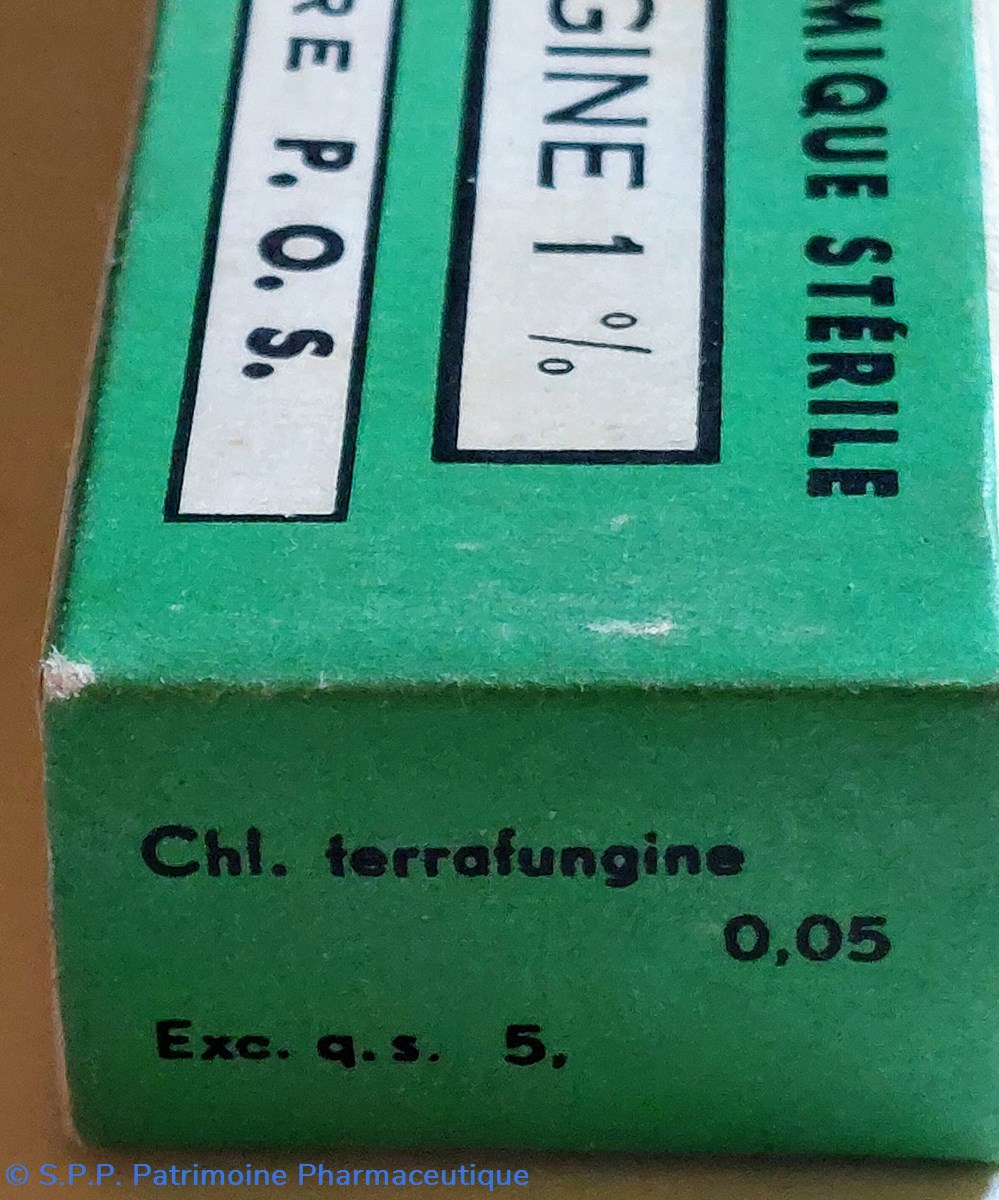 MIQUE STÉRILE
GINE 1 %
RE P. O. S.
Chl. terrafungine
0,05
Exc. q. s. 5,
© S.P.P. Patrimoine Pharmaceutique